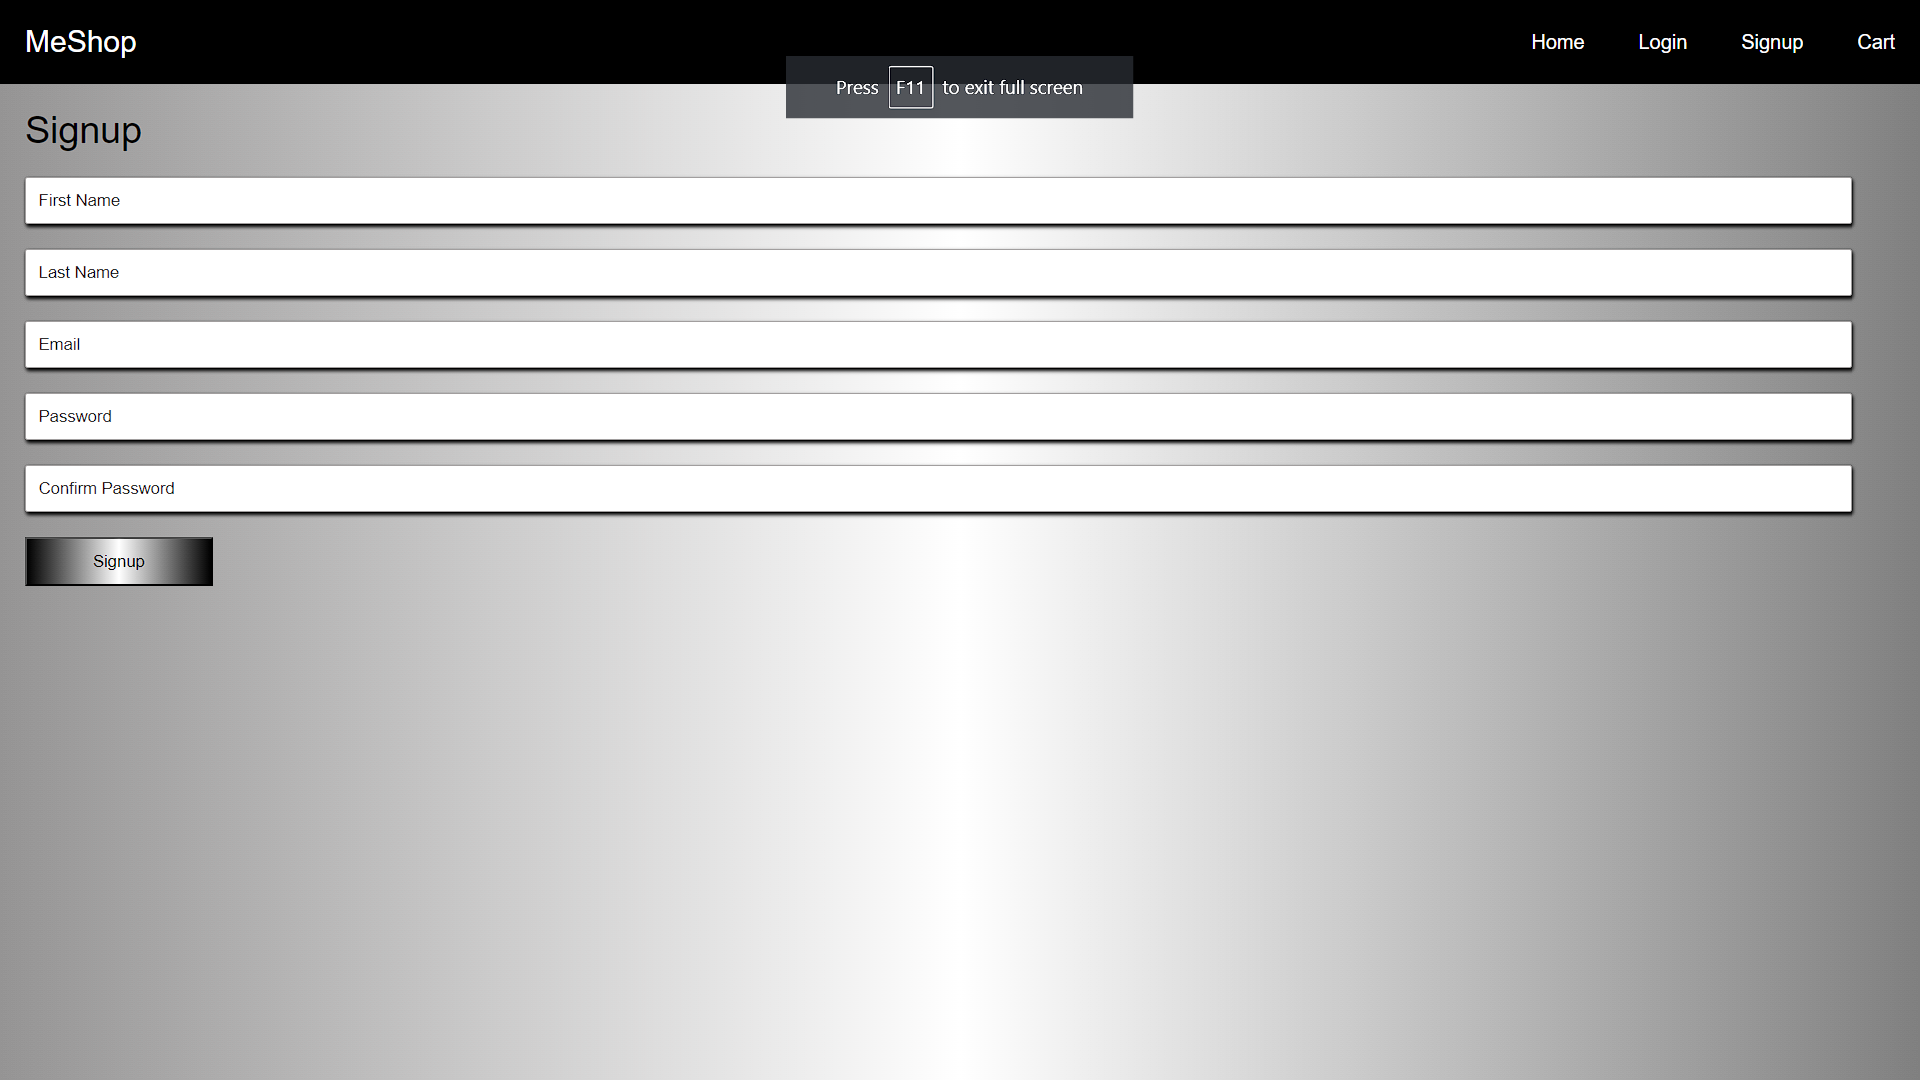 MeShop
Home Login Signup Cart
Press F11 to exit full screen
Signup
First Name
Last Name
Email
Password
Confirm Password
Signup